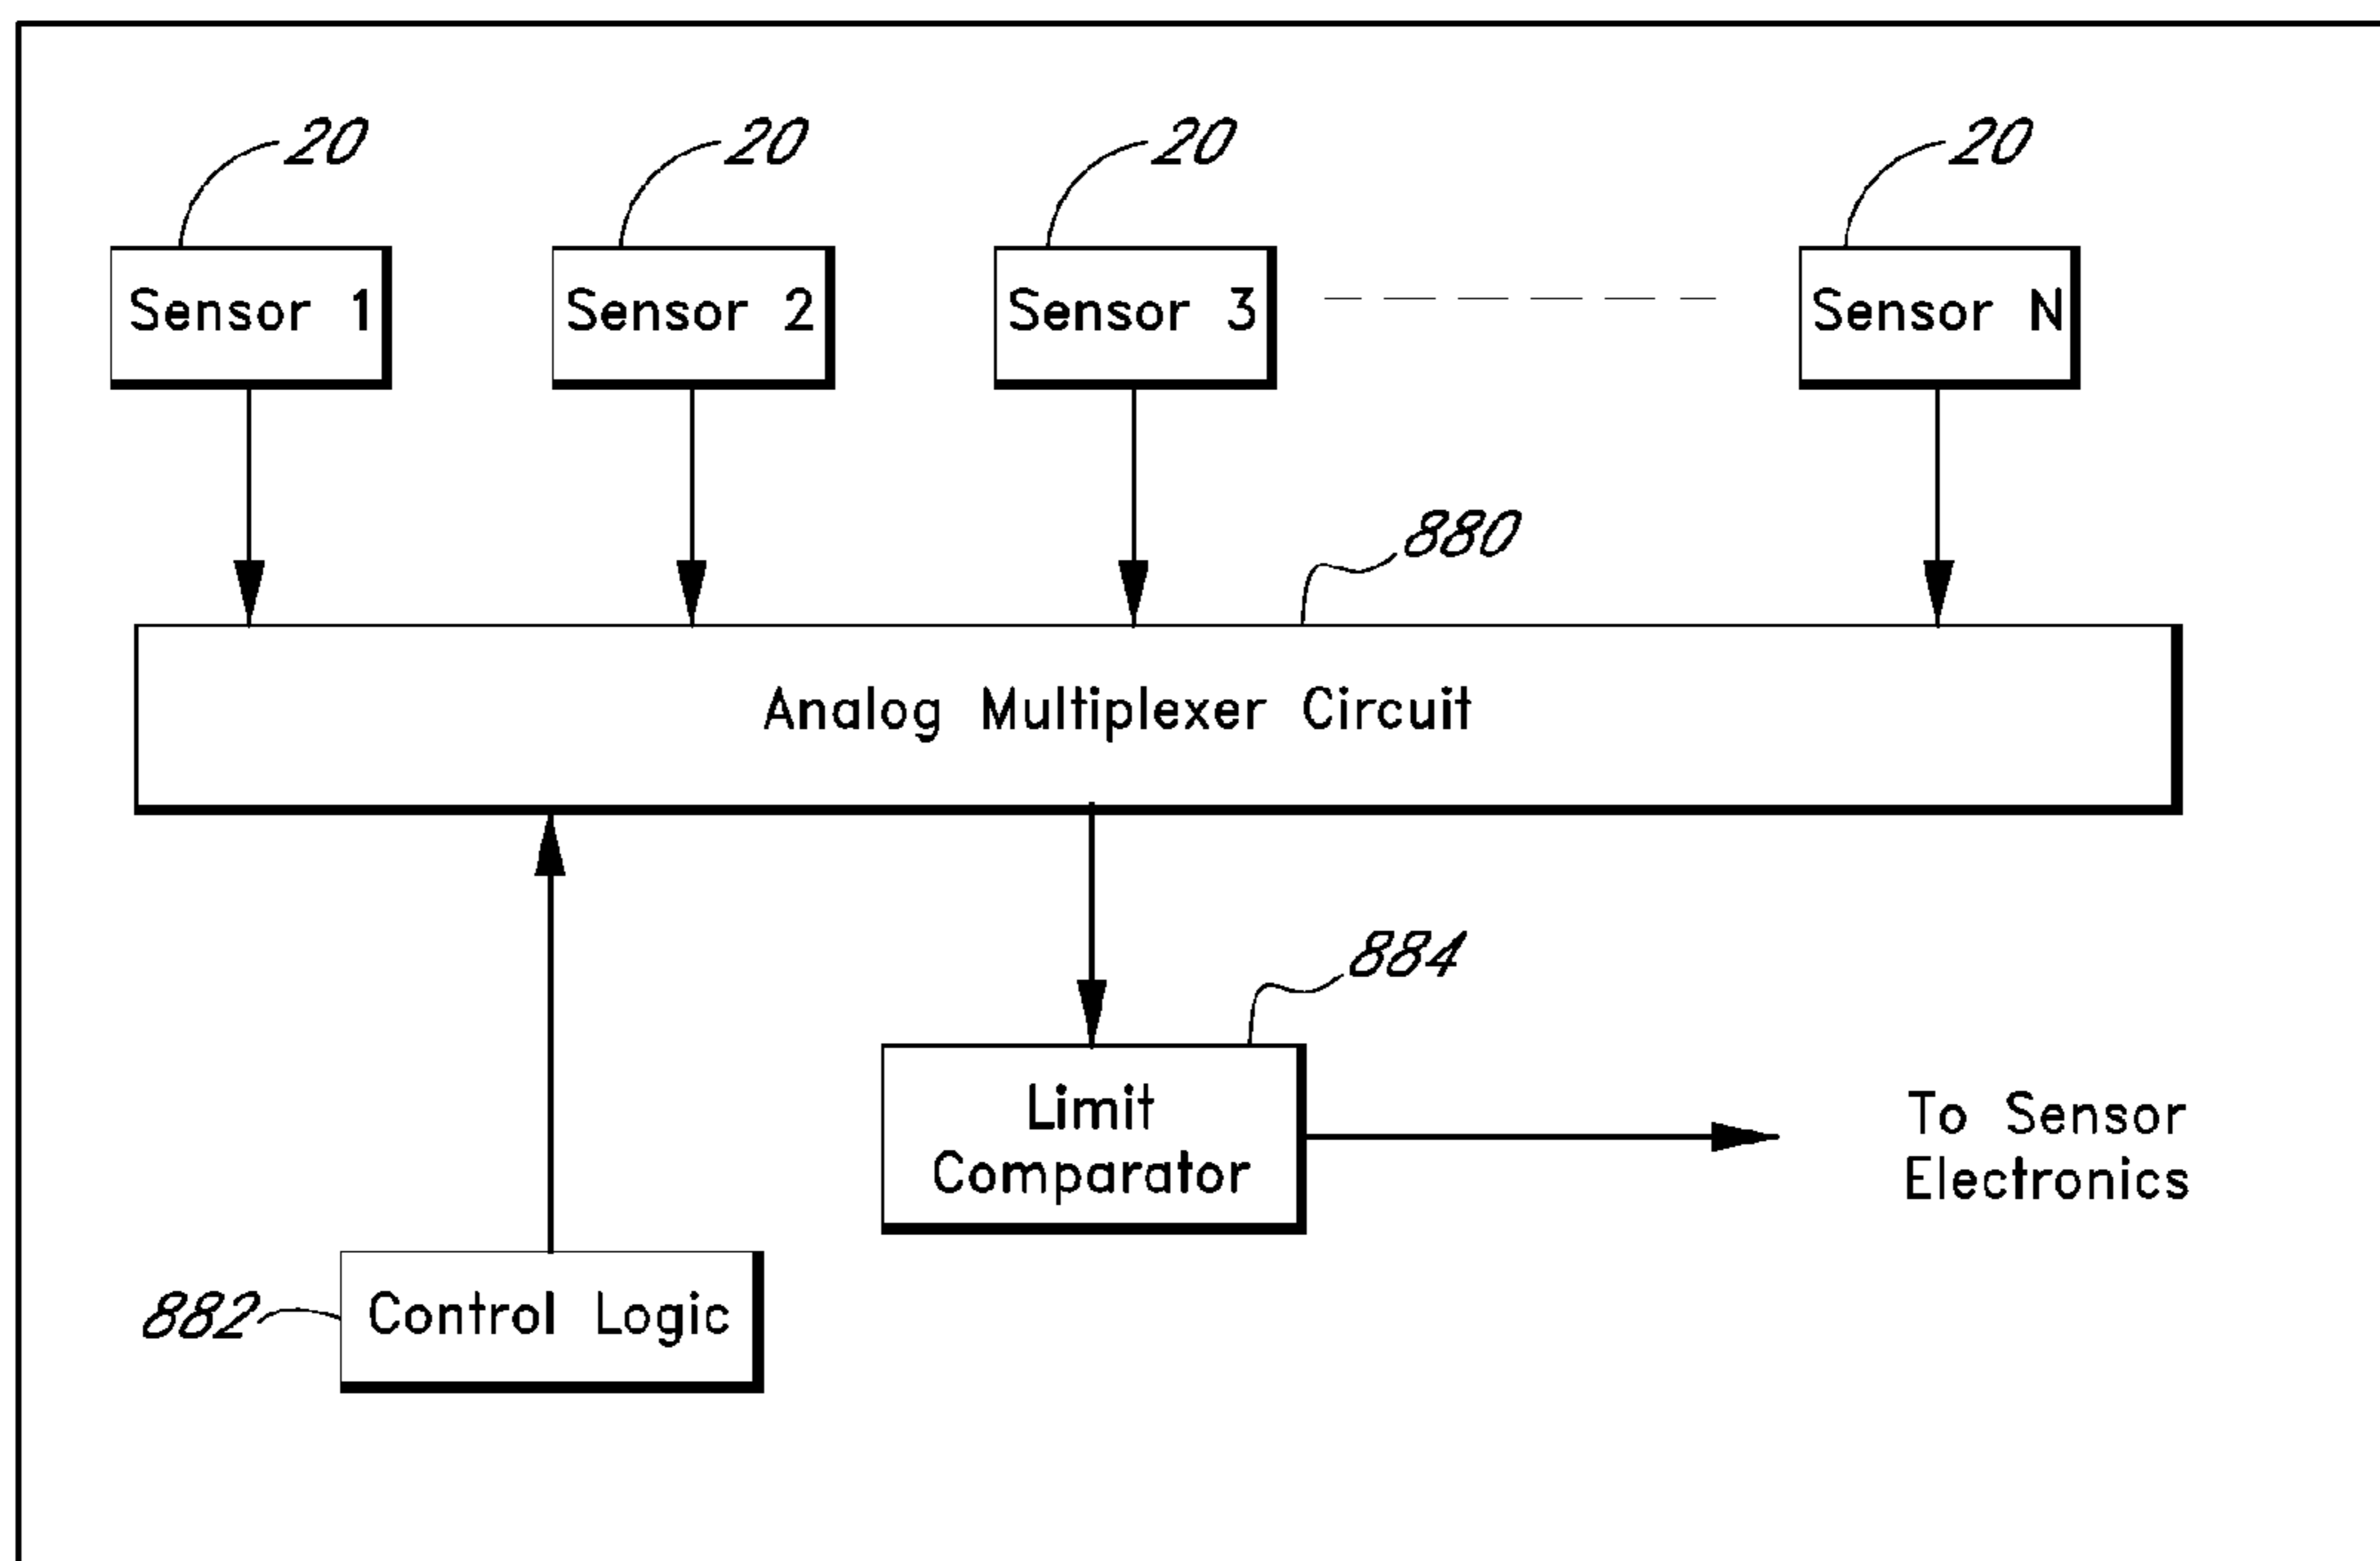 20 20 20 20
Sensor 1 Sensor 2 Sensor 3 Sensor N
880
Analog Multiplexer Circuit
884
Limit
Comparator
To Sensor
Electronics
882 Control Logic